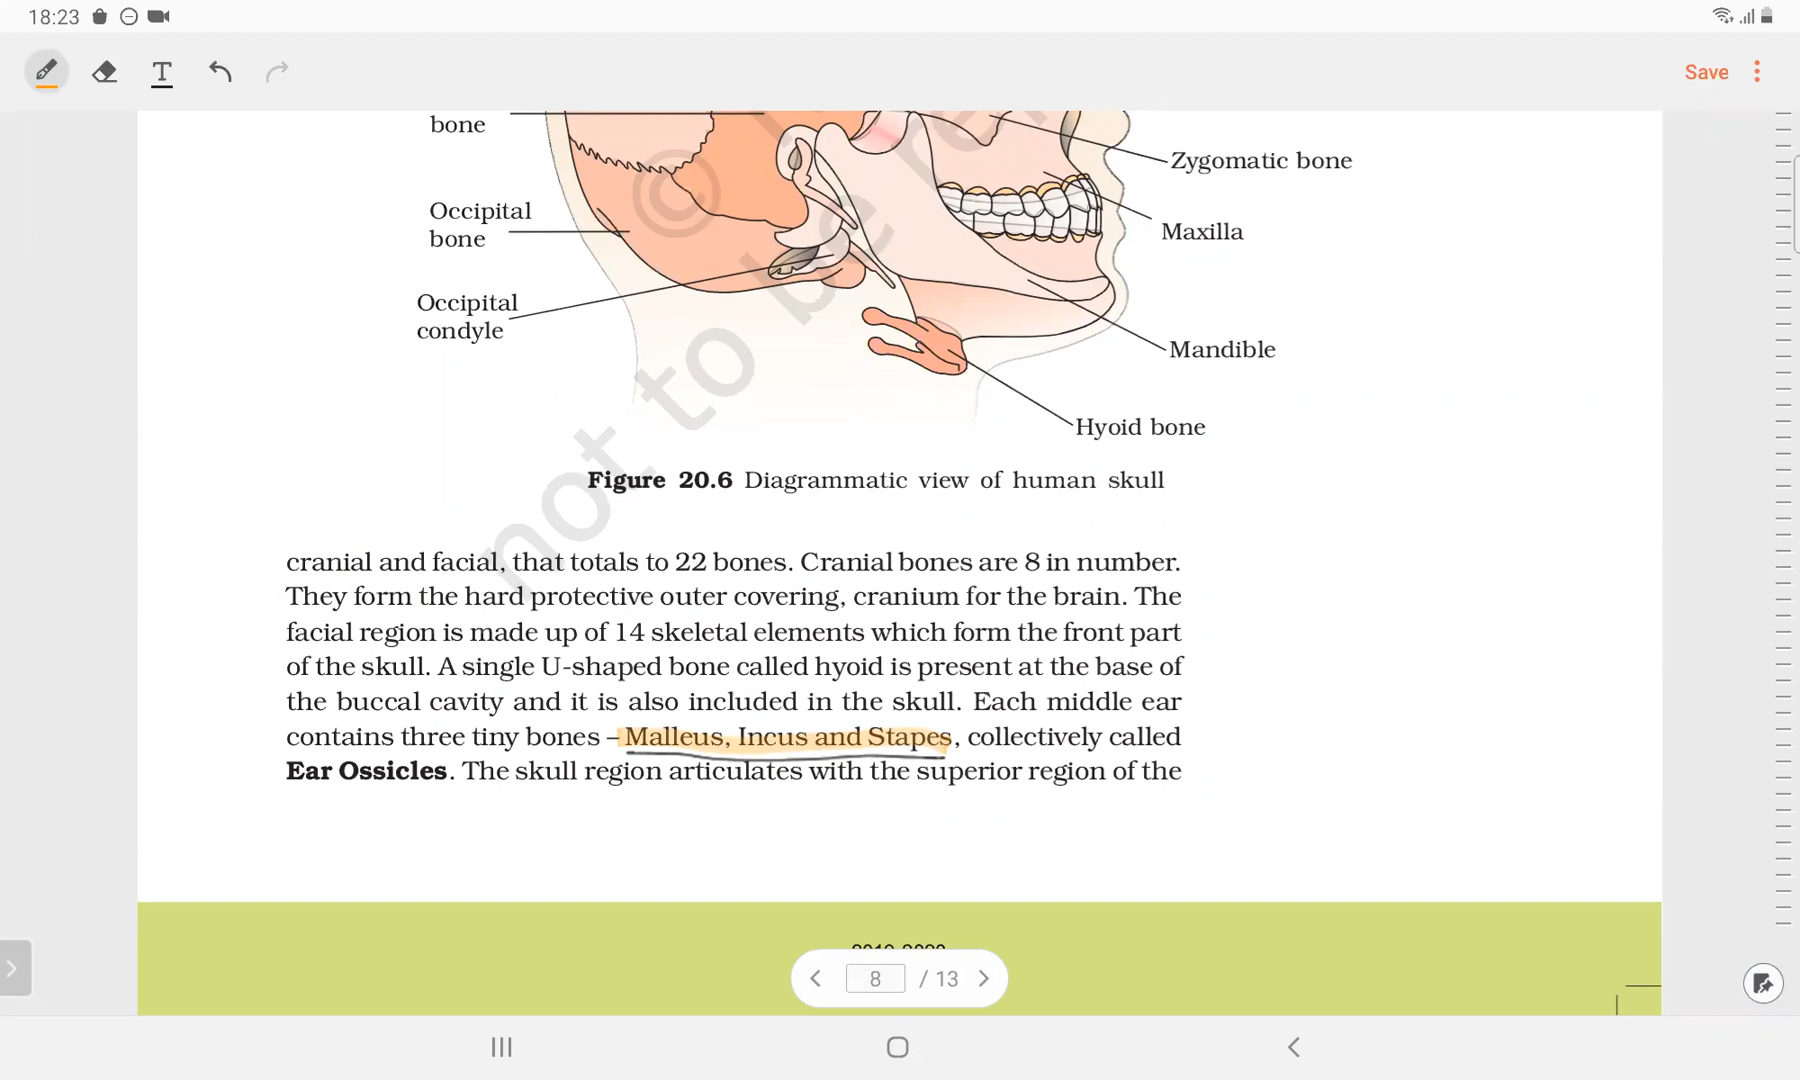 18:23
T
Save
bone
Zygomatic bone
Occipital
bone
Maxilla
Occipital
condyle
Mandible
Hyoid bone
© not to be re
Figure 20.6 Diagrammatic view of human skull
cranial and facial, that totals to 22 bones. Cranial bones are 8 in number.
They form the hard protective outer covering, cranium for the brain. The
facial region is made up of 14 skeletal elements which form the front part
of the skull. A single U-shaped bone called hyoid is present at the base of
the buccal cavity and it is also included in the skull. Each middle ear
contains three tiny bones – Malleus, Incus and Stapes, collectively called
Ear Ossicles. The skull region articulates with the superior region of the
2019-2020
8 / 13